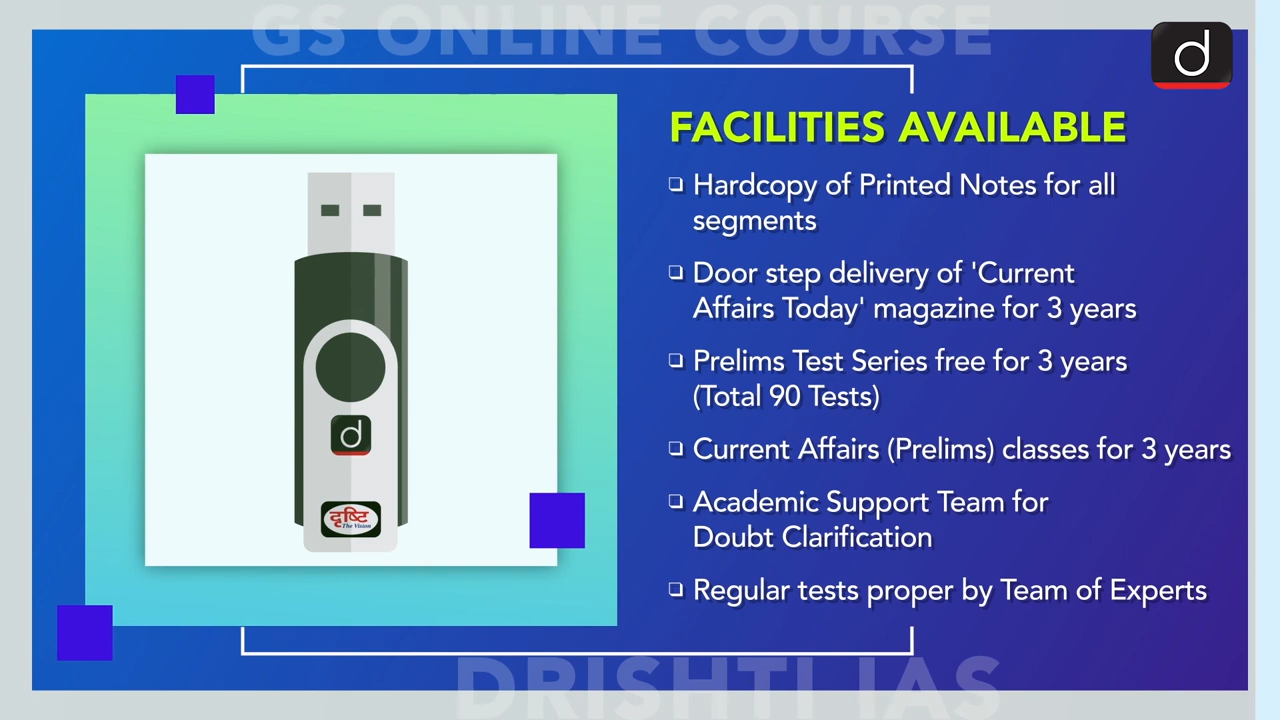 GS ONLINE COURSE
d
FACILITIES AVAILABLE
❏ Hardcopy of Printed Notes for all
segments
❏ Door step delivery of 'Current
Affairs Today' magazine for 3 years
❏ Prelims Test Series free for 3 years
(Total 90 Tests)
❏ Current Affairs (Prelims) classes for 3 years
❏ Academic Support Team for
Doubt Clarification
❏ Regular tests proper by Team of Experts
d
दृष्टि
The Vision
DRISHTI IAS